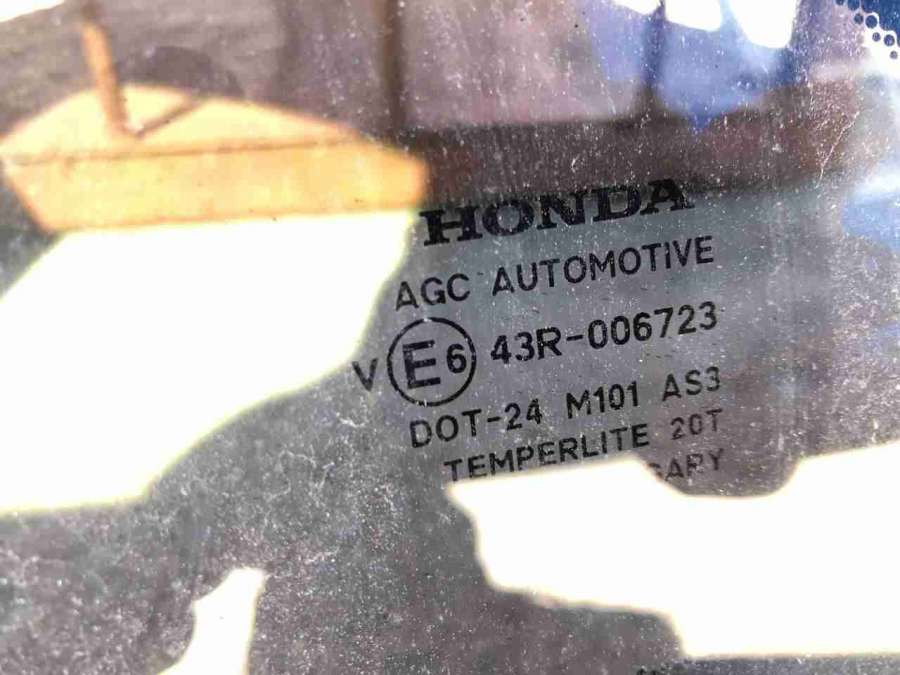 HONDA
AGC AUTOMOTIVE
V E6 43R-006723
DOT-24 M101 AS3
TEMPERLITE 20T